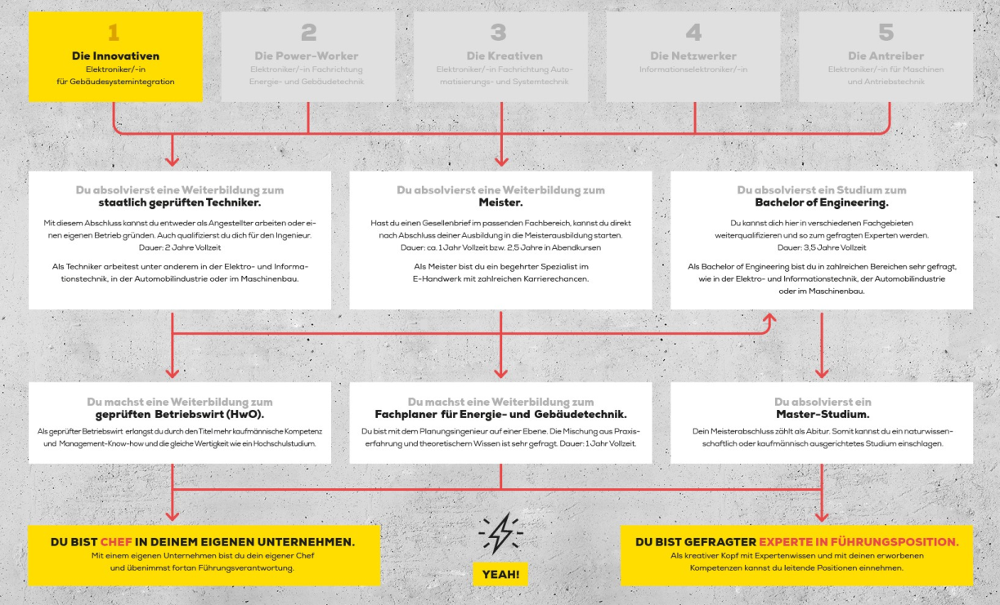 1
Die Innovativen
Elektroniker/-in
für Gebäudesystemintegration
2
Die Power-Worker
Elektroniker/-in Fachrichtung
Energie- und Gebäudetechnik
3
Die Kreativen
Elektroniker/-in Fachrichtung Auto-
matisierungs- und Systemtechnik
4
Die Netzwerker
Informationselektroniker/-in
5
Die Antreiber
Elektroniker/-in für Maschinen
und Antriebstechnik
Du absolvierst eine Weiterbildung zum
staatlich geprüften Techniker.
Mit diesem Abschluss kannst du entweder als Angestellter arbeiten oder ei-
nen eigenen Betrieb gründen. Auch qualifizierst du dich für den Ingenieur.
Dauer: 2 Jahre Vollzeit
Als Techniker arbeitest unter anderem in der Elektro- und Informa-
tionstechnik, in der Automobilindustrie oder im Maschinenbau.
Du absolvierst eine Weiterbildung zum
Meister.
Hast du einen Gesellenbrief im passenden Fachbereich, kannst du direkt
nach Abschluss deiner Ausbildung in die Meisterausbildung starten.
Dauer: ca. 1 Jahr Vollzeit bzw. 2,5 Jahre in Abendkursen
Als Meister bist du ein begehrter Spezialist im
E-Handwerk mit zahlreichen Karrierechancen.
Du absolvierst ein Studium zum
Bachelor of Engineering.
Du kannst dich hier in verschiedenen Fachgebieten
weiterqualifizieren und so zum gefragten Experten werden.
Dauer: 3,5 Jahre Vollzeit
Als Bachelor of Engineering bist du in zahlreichen Bereichen sehr gefragt,
wie in der Elektro- und Informationstechnik, der Automobilindustrie
oder im Maschinenbau.
Du machst eine Weiterbildung zum
geprüften Betriebswirt (HwO).
Als geprüfter Betriebswirt erlangst du durch den Titel mehr kaufmännische Kompetenz
und Management-Know-how und die gleiche Wertigkeit wie ein Hochschulstudium.
Du machst eine Weiterbildung zum
Fachplaner für Energie- und Gebäudetechnik.
Du bist mit dem Planungsingenieur auf einer Ebene. Die Mischung aus Praxis-
erfahrung und theoretischem Wissen ist sehr gefragt. Dauer: 1 Jahr Vollzeit.
Du absolvierst ein
Master-Studium.
Dein Meisterabschluss zählt als Abitur. Somit kannst du ein naturwissen-
schaftlich oder kaufmännisch ausgerichtetes Studium einschlagen.
DU BIST CHEF IN DEINEM EIGENEN UNTERNEHMEN.
Mit einem eigenen Unternehmen bist du dein eigener Chef
und übenimmst fortan Führungsverantwortung.
YEAH!
DU BIST GEFRAGTER EXPERTE IN FÜHRUNGSPOSITION.
Als kreativer Kopf mit Expertenwissen und mit deinen erworbenen
Kompetenzen kannst du leitende Positionen einnehmen.